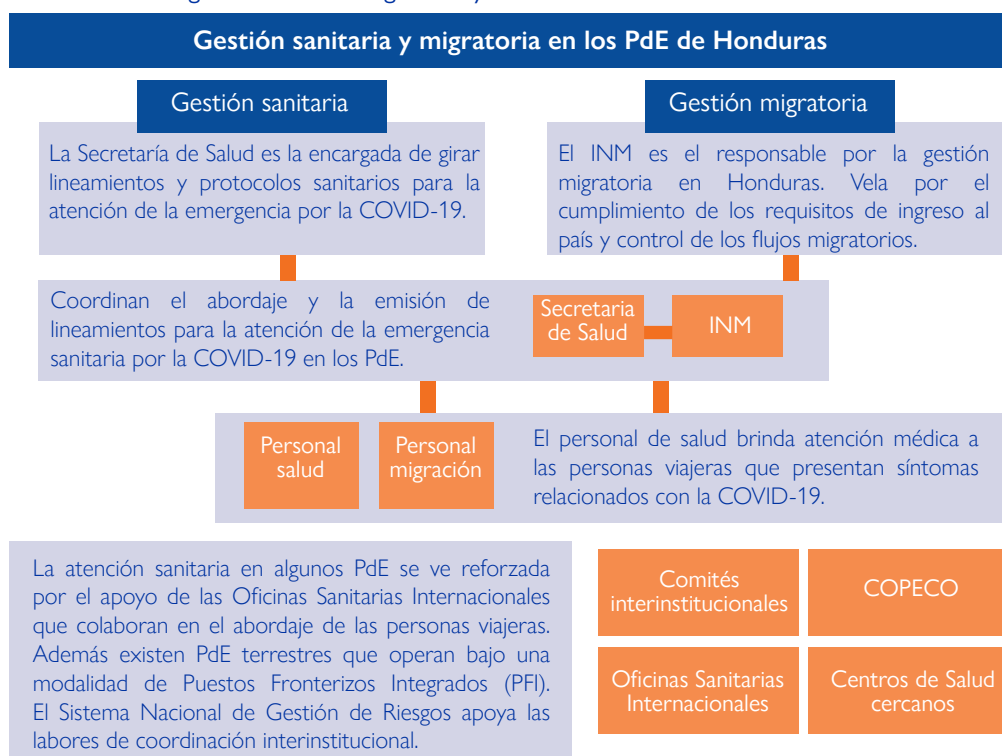 Gestión sanitaria y migratoria en los PdE de Honduras
Gestión sanitaria
La Secretaría de Salud es la encargada de girar
lineamientos y protocolos sanitarios para la
atención de la emergencia por la COVID-19.
Gestión migratoria
El INM es el responsable por la gestión
migratoria en Honduras. Vela por el
cumplimiento de los requisitos de ingreso al
país y control de los flujos migratorios.
Coordinan el abordaje y la emisión de
lineamientos para la atención de la emergencia
sanitaria por la COVID-19 en los PdE.
Secretaria
de Salud
INM
Personal
salud
Personal
migración
El personal de salud brinda atención médica a
las personas viajeras que presentan síntomas
relacionados con la COVID-19.
La atención sanitaria en algunos PdE se ve reforzada
por el apoyo de las Oficinas Sanitarias Internacionales
que colaboran en el abordaje de las personas viajeras.
Además existen PdE terrestres que operan bajo una
modalidad de Puestos Fronterizos Integrados (PFI).
El Sistema Nacional de Gestión de Riesgos apoya las
labores de coordinación interinstitucional.
Comités
interinstitucionales
COPECO
Oficinas Sanitarias
Internacionales
Centros de Salud
cercanos